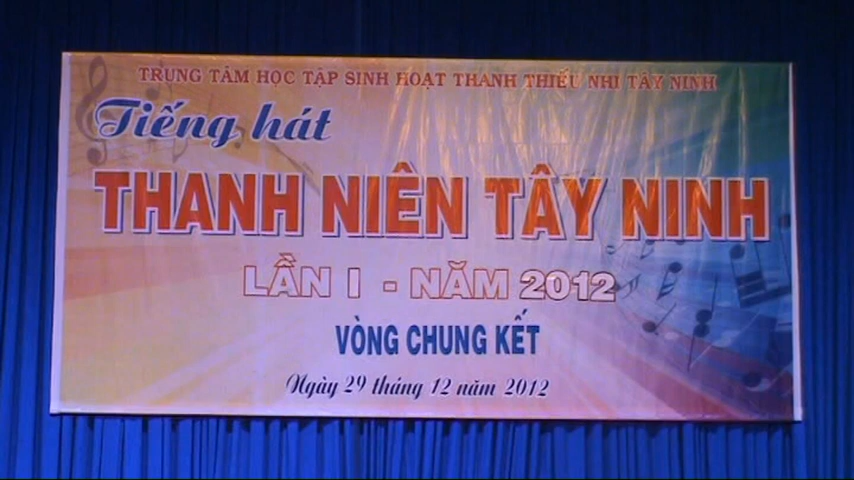 TRUNG TÂM HỌC TẬP SINH HOẠT THANH THIẾU NHI TÂY NINH
Tiếng hát
THANH NIÊN TÂY NINH
LẦN I - NĂM 2012
VÒNG CHUNG KẾT
Ngày 29 tháng 12 năm 2012